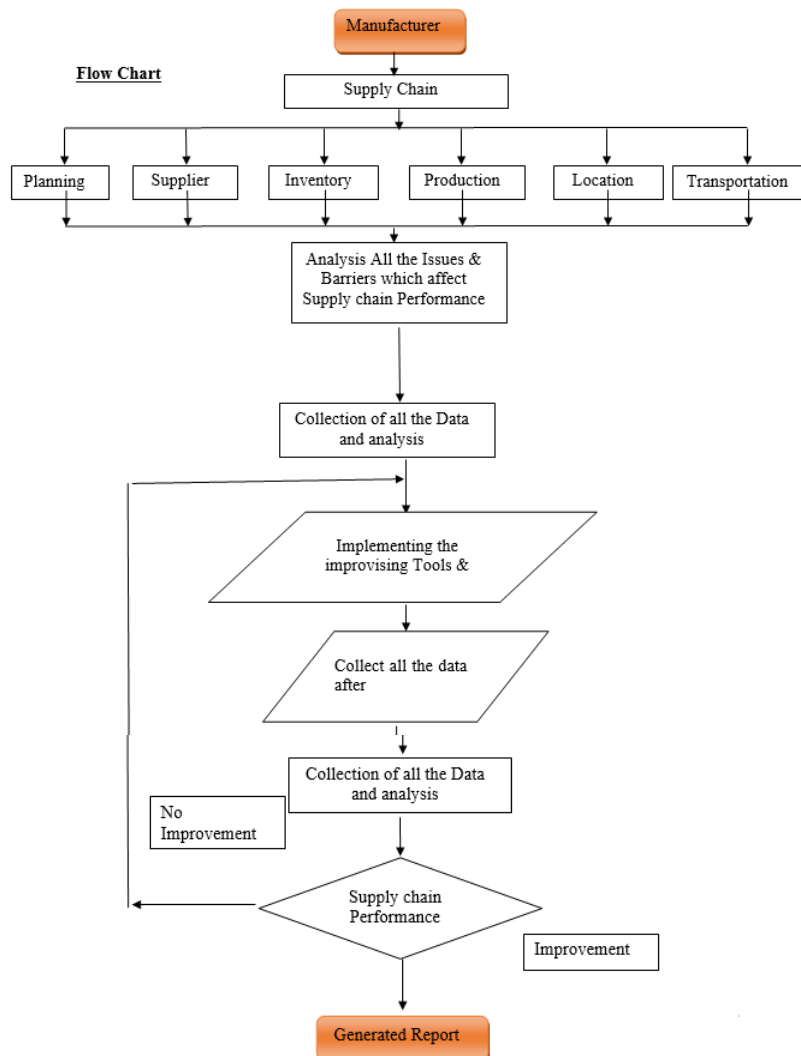 Manufacturer
Flow Chart
Supply Chain
Planning
Supplier
Inventory
Production
Location
Transportation
Analysis All the Issues &
Barriers which affect
Supply chain Performance
Collection of all the Data
and analysis
Implementing the
improvising Tools &
Collect all the data
after
Collection of all the Data
and analysis
No
Improvement
Supply chain
Performance
Improvement
Generated Report